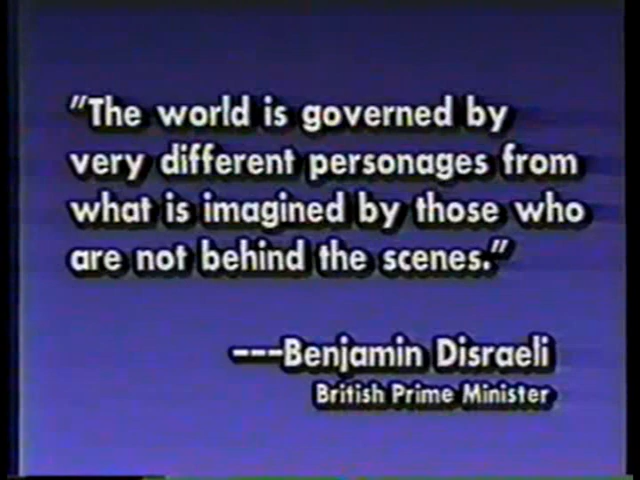 "The world is governed by
very different personages from
what is imagined by those who
are not behind the scenes."
---Benjamin Disraeli
British Prime Minister